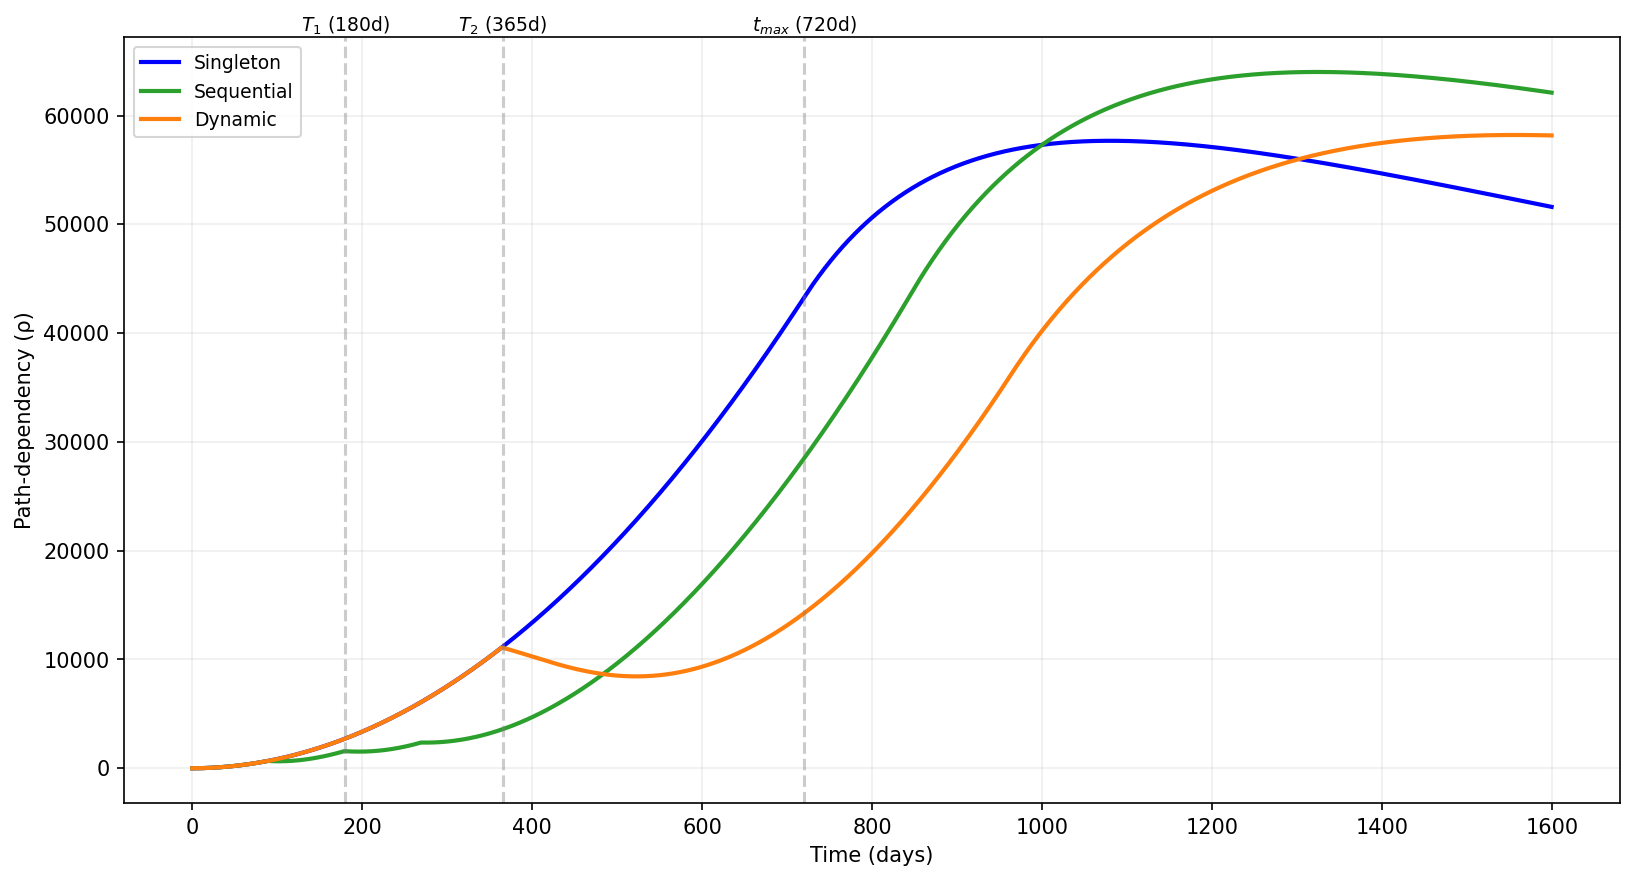 T₁ (180d)
T₂ (365d)
tₘₐₓ (720d)
Singleton
Sequential
Dynamic
Path-dependency (ρ)
60000
50000
40000
30000
20000
10000
0
0
200
400
600
800
1000
1200
1400
1600
Time (days)